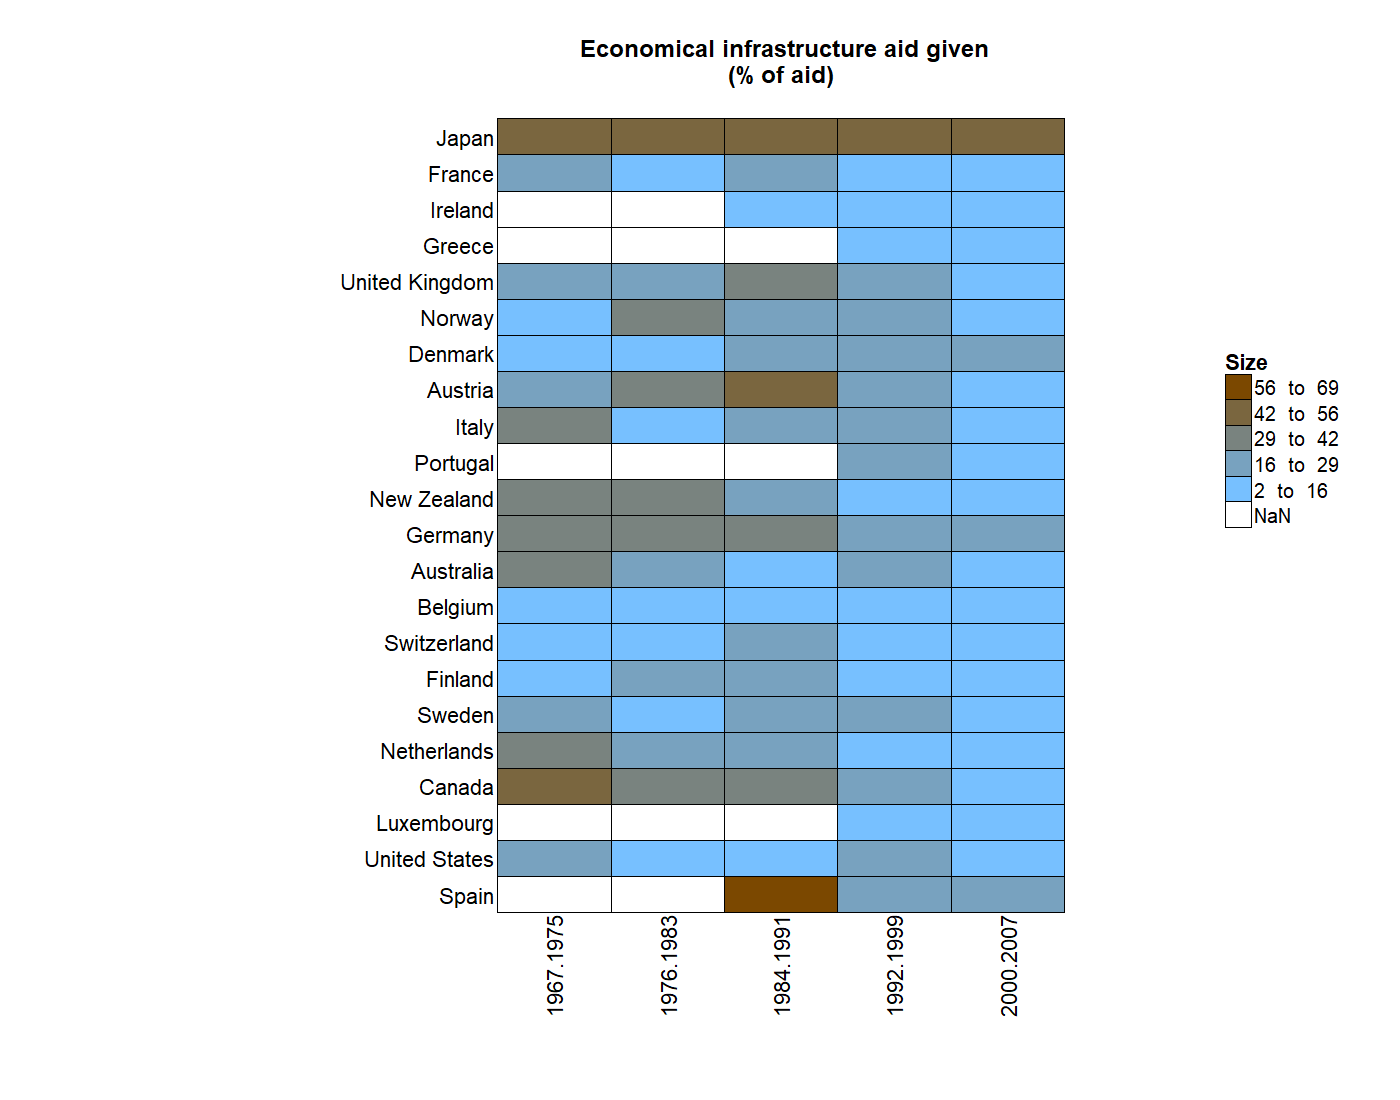 Economical infrastructure aid given
(% of aid)
Japan
France
Ireland
Greece
United Kingdom
Norway
Denmark
Austria
Italy
Portugal
New Zealand
Germany
Australia
Belgium
Switzerland
Finland
Sweden
Netherlands
Canada
Luxembourg
United States
Spain
1967.1975
1976.1983
1984.1991
1992.1999
2000.2007
Size
56 to 69
42 to 56
29 to 42
16 to 29
2 to 16
NaN